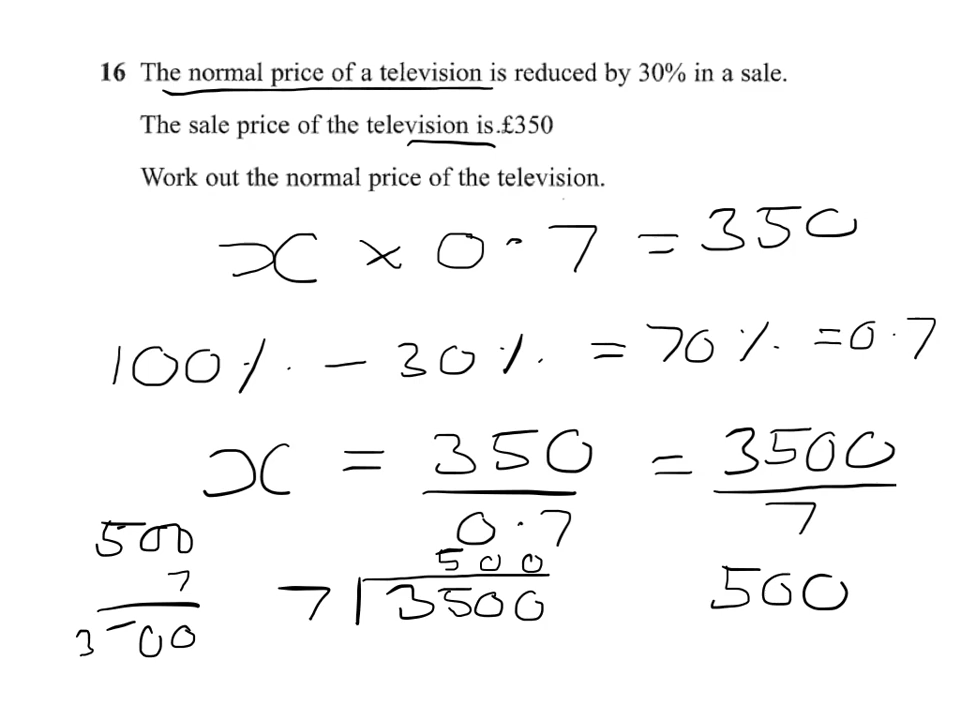 16 The normal price of a television is reduced by 30% in a sale.
The sale price of the television is £350
Work out the normal price of the television.
x × 0.7 = 350
100% - 30% = 70% = 0.7
x = 350/0.7 = 3500/7
500
500
7
3500
7 3500
500